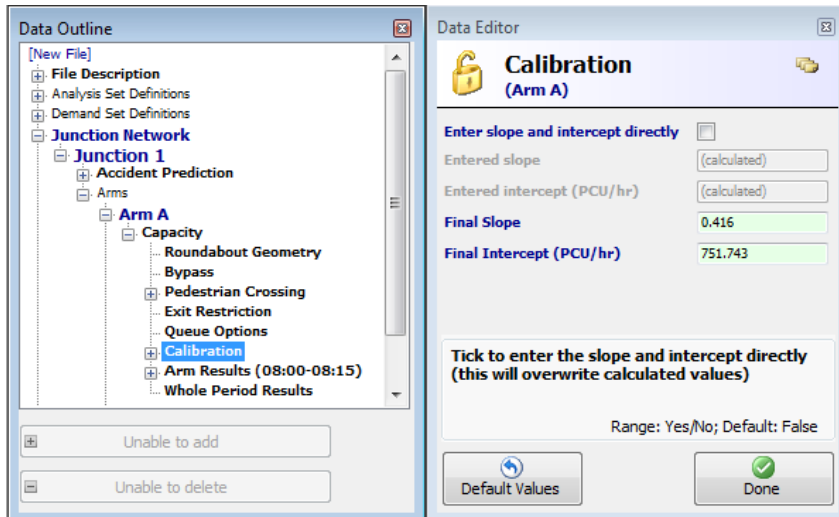 Data Outline
[New File]
File Description
Analysis Set Definitions
Demand Set Definitions
Junction Network
Junction 1
Accident Prediction
Arms
Arm A
Capacity
Roundabout Geometry
Bypass
Pedestrian Crossing
Exit Restriction
Queue Options
Calibration
Arm Results (08:00-08:15)
Whole Period Results
Unable to add
Unable to delete
Data Editor
Calibration
(Arm A)
Enter slope and intercept directly
Entered slope (calculated)
Entered intercept (PCU/hr) (calculated)
Final Slope 0.416
Final Intercept (PCU/hr) 751.743
Tick to enter the slope and intercept directly
(this will overwrite calculated values)
Range: Yes/No; Default: False
Default Values
Done